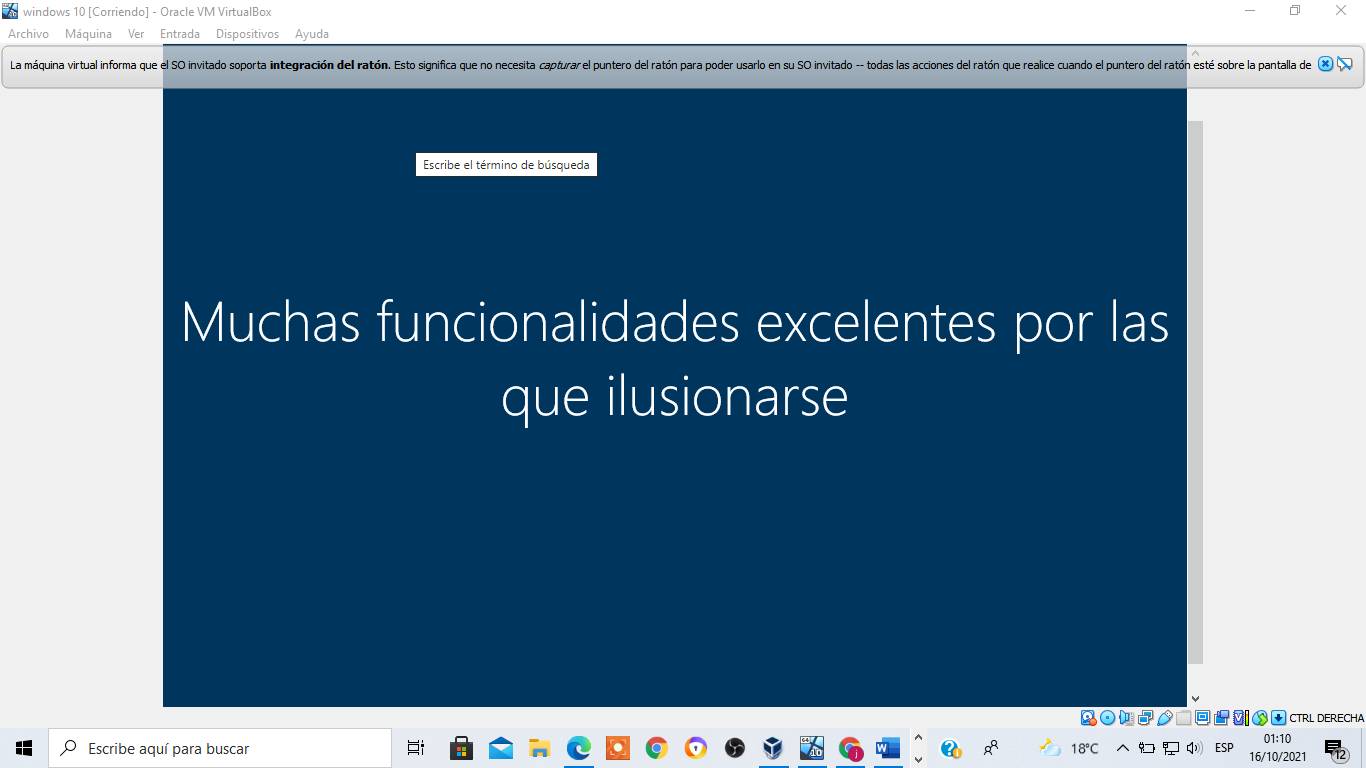 windows 10 [Corriendo] - Oracle VM VirtualBox
Archivo Máquina Ver Entrada Dispositivos Ayuda
La máquina virtual informa que el SO invitado soporta integración del ratón. Esto significa que no necesita capturar el puntero del ratón para poder usarlo en su SO invitado -- todas las acciones del ratón que realice cuando el puntero del ratón esté sobre la pantalla de
Escribe el término de búsqueda
Muchas funcionalidades excelentes por las
que ilusionarse
CTRL DERECHA
Escribe aquí para buscar
18°C
ESP
01:10
16/10/2021
12